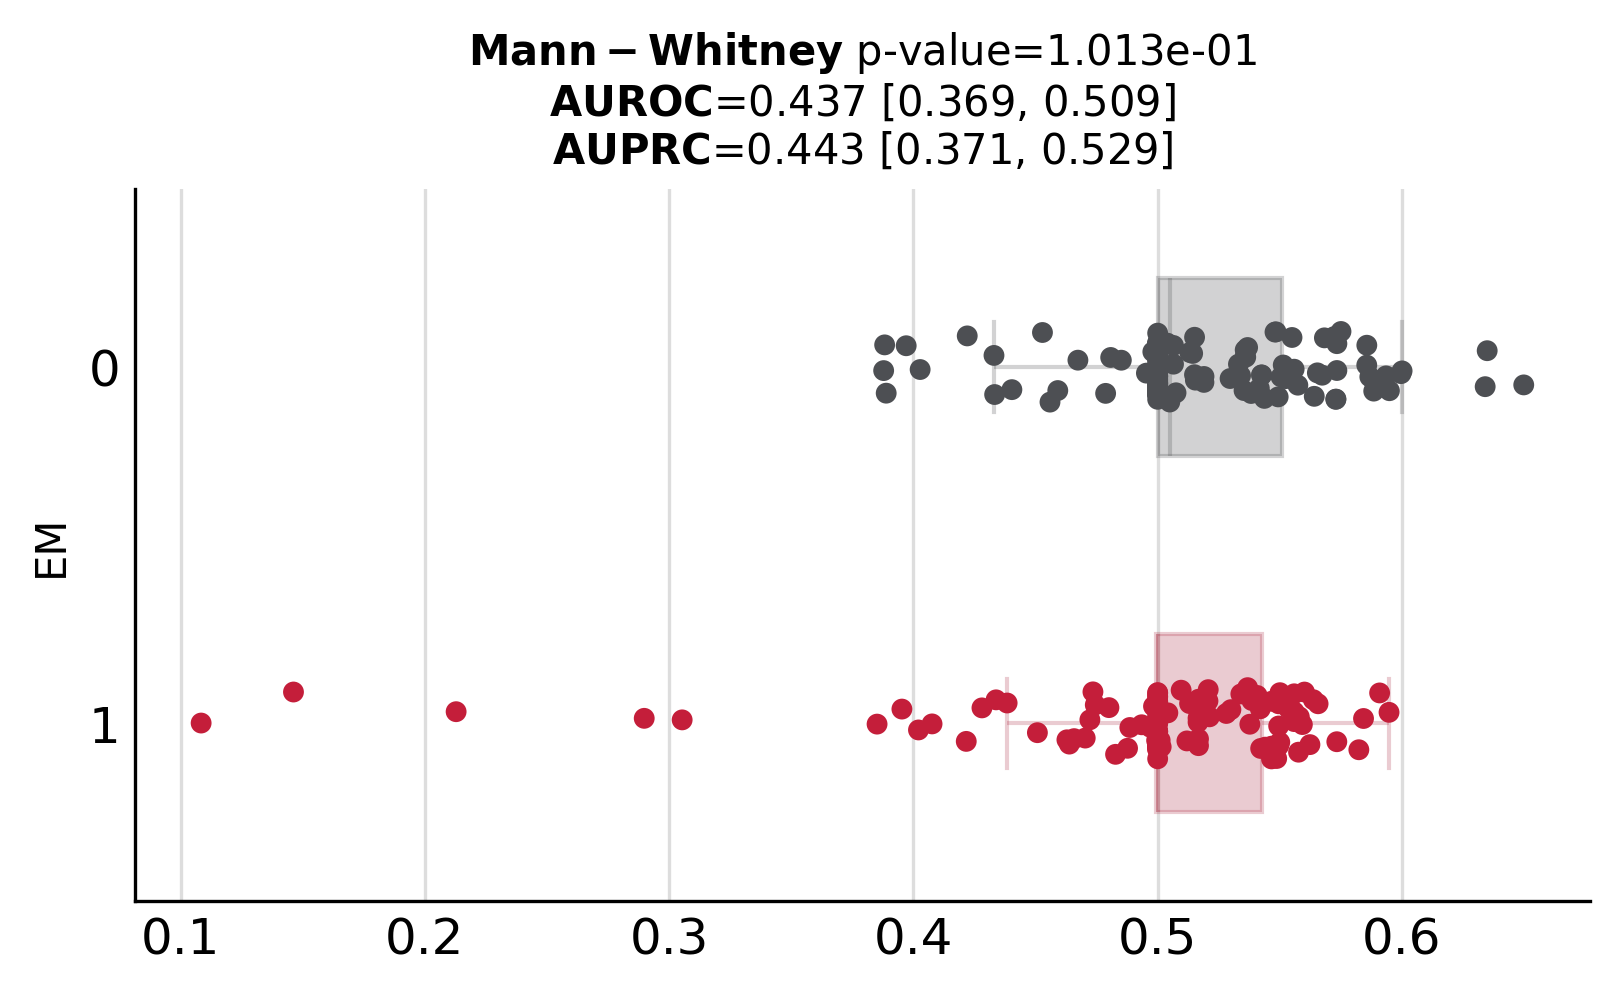 Mann − Whitney p-value=1.013e-01
AUROC=0.437 [0.369, 0.509]
AUPRC=0.443 [0.371, 0.529]
0
EM
1
0.1 0.2 0.3 0.4 0.5 0.6